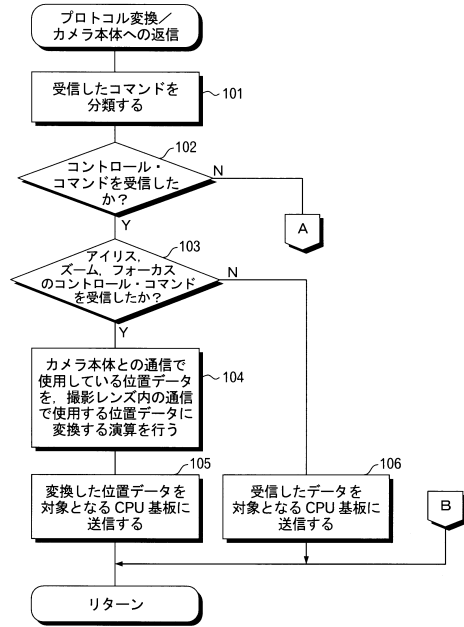 プロトコル変換／
カメラ本体への返信
受信したコマンドを
分類する
101
102
コントロール・
コマンドを受信した
か？
N
Y
A
103
アイリス，
ズーム，フォーカス
のコントロール・コマンド
を受信したか？
N
Y
カメラ本体との通信で
使用している位置データ
を，撮影レンズ内の通信
で使用する位置データに
変換する演算を行う
104
105
変換した位置データを
対象となる CPU 基板に
送信する
106
受信したデータを
対象となる CPU 基板に
送信する
B
リターン